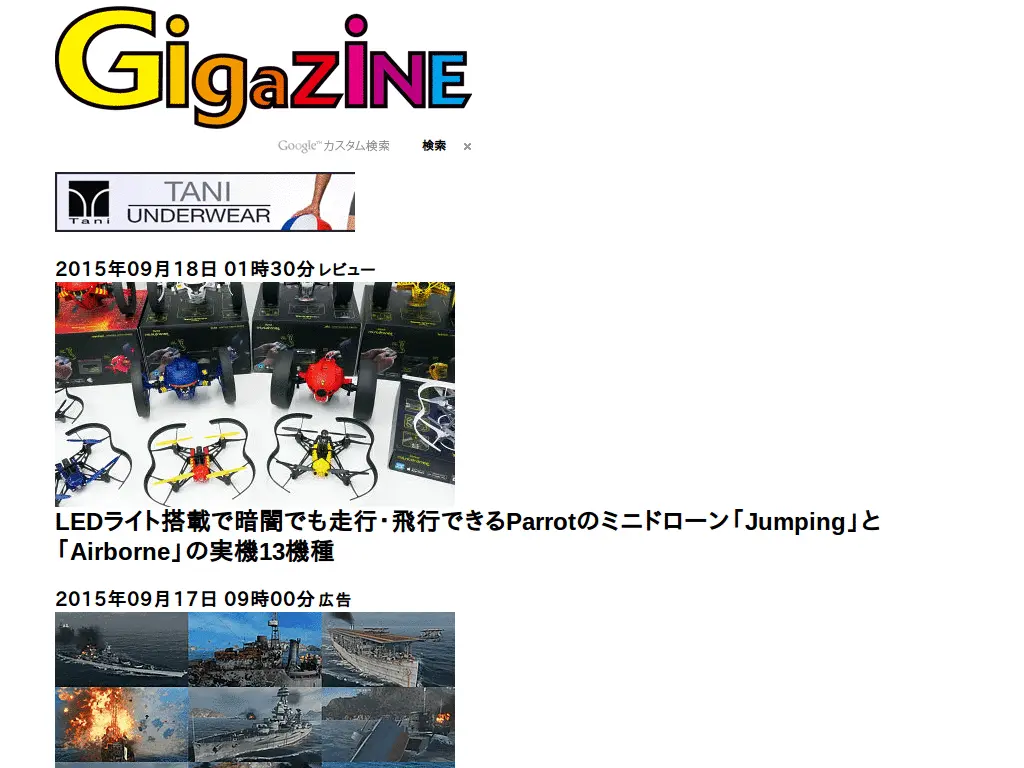 GigaZiNE
Google™カスタム検索 検索 ×
Tani TANI
UNDERWEAR
2015年09月18日 01時30分 レビュー
LEDライト搭載で暗闇でも走行・飛行できるParrotのミニドローン「Jumping」と
「Airborne」の実機13機種
2015年09月17日 09時00分 広告